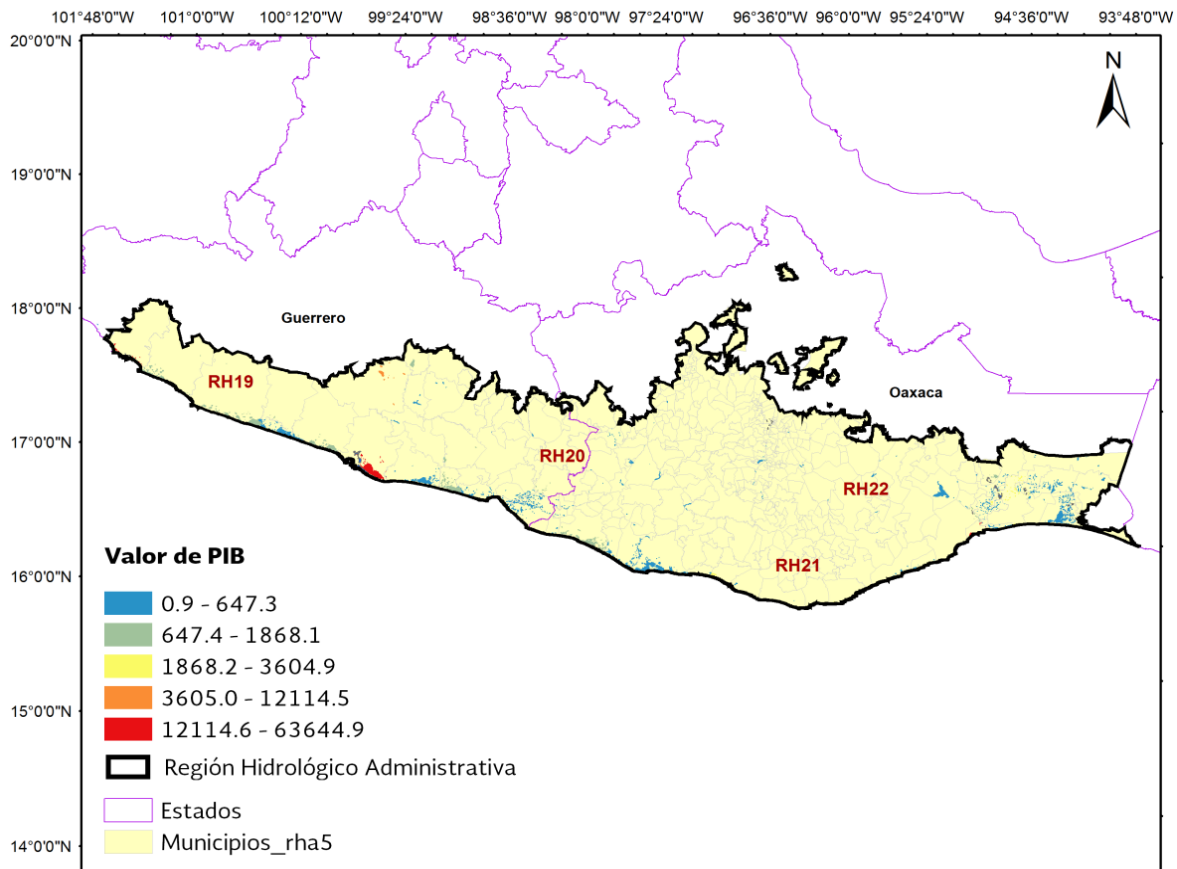 101°48'0"W 101°0'0"W 100°12'0"W 99°24'0"W 98°36'0"W 98°0'0"W 97°24'0"W 96°36'0"W 96°0'0"W 95°24'0"W 94°36'0"W 93°48'0"W
20°0'0"N
N
19°0'0"N
18°0'0"N
Guerrero
RH19
Oaxaca
17°0'0"N
RH20
RH22
RH21
Valor de PIB
16°0'0"N
0.9 - 647.3
647.4 - 1868.1
1868.2 - 3604.9
15°0'0"N
3605.0 - 12114.5
12114.6 - 63644.9
Región Hidrológico Administrativa
Estados
Municipios_rha5
14°0'0"N